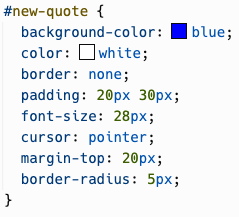 #new-quote {
  background-color: blue;
  color: white;
  border: none;
  padding: 20px 30px;
  font-size: 28px;
  cursor: pointer;
  margin-top: 20px;
  border-radius: 5px;
}